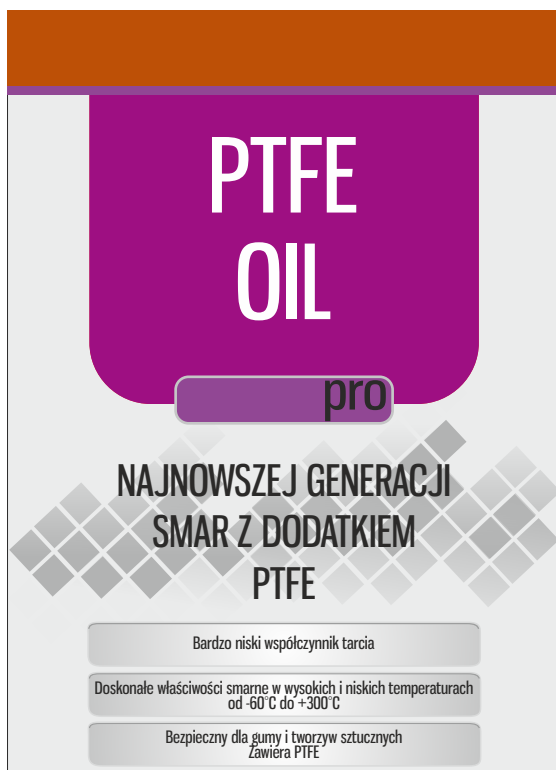 PTFE
OIL
pro
NAJNOWSZEJ GENERACJI
SMAR Z DODATKIEM
PTFE
Bardzo niski współczynnik tarcia
Doskonałe właściwości smarne w wysokich i niskich temperaturach
od -60°C do +300°C
Bezpieczny dla gumy i tworzyw sztucznych
Zawiera PTFE